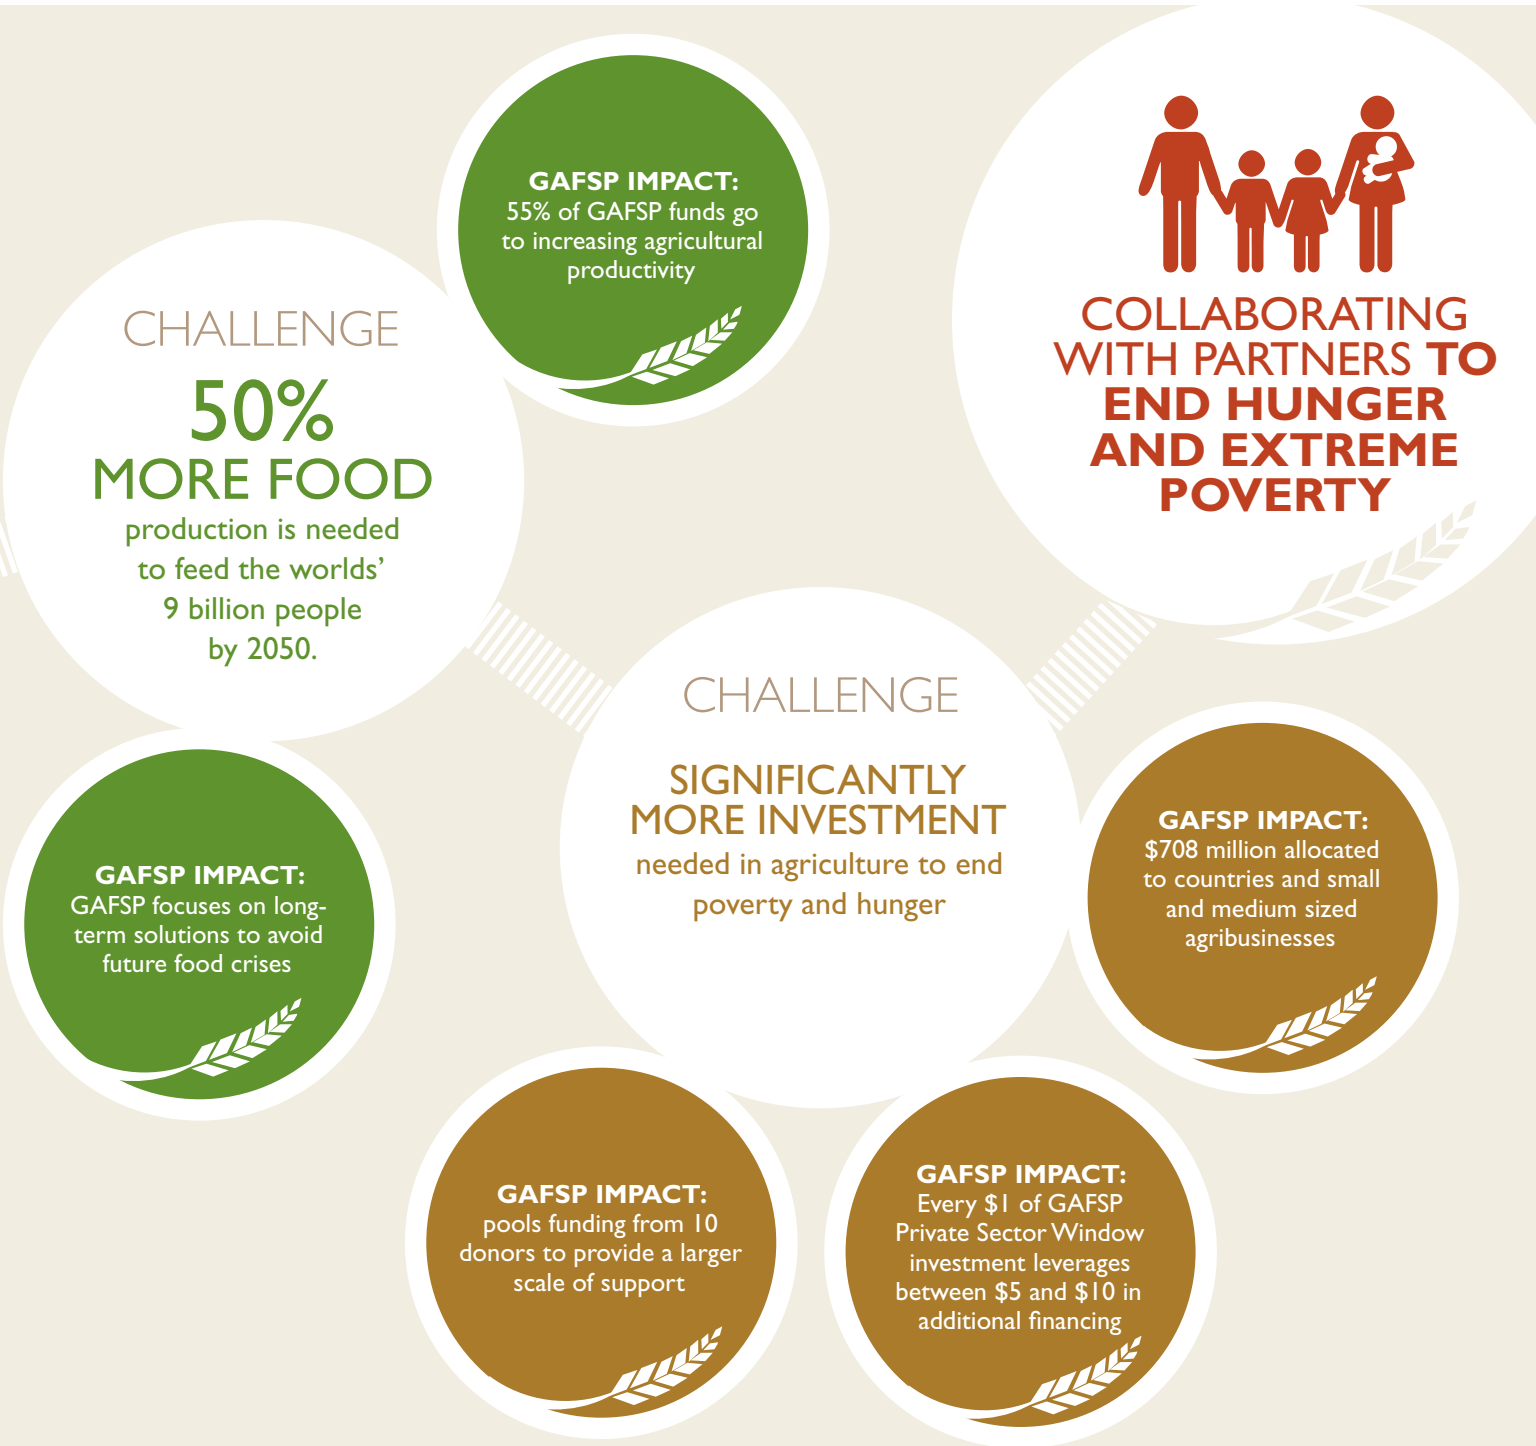 GAFSP IMPACT:
55% of GAFSP funds go
to increasing agricultural
productivity
CHALLENGE
50%
MORE FOOD
production is needed
to feed the worlds’
9 billion people
by 2050.
COLLABORATING
WITH PARTNERS TO
END HUNGER
AND EXTREME
POVERTY
CHALLENGE
SIGNIFICANTLY
MORE INVESTMENT
needed in agriculture to end
poverty and hunger
GAFSP IMPACT:
GAFSP focuses on long-
term solutions to avoid
future food crises
GAFSP IMPACT:
$708 million allocated
to countries and small
and medium sized
agribusinesses
GAFSP IMPACT:
pools funding from 10
donors to provide a larger
scale of support
GAFSP IMPACT:
Every $1 of GAFSP
Private Sector Window
investment leverages
between $5 and $10 in
additional financing